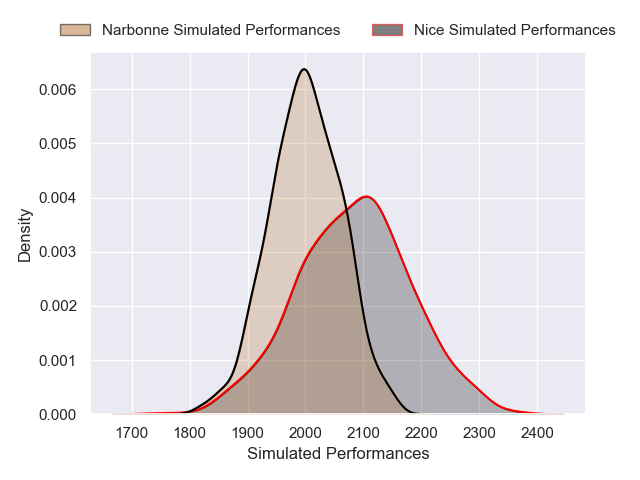 Narbonne Simulated Performances Nice Simulated Performances
0.006
0.005
0.004
0.003
0.002
0.001
0.000
Density
1700 1800 1900 2000 2100 2200 2300 2400
Simulated Performances